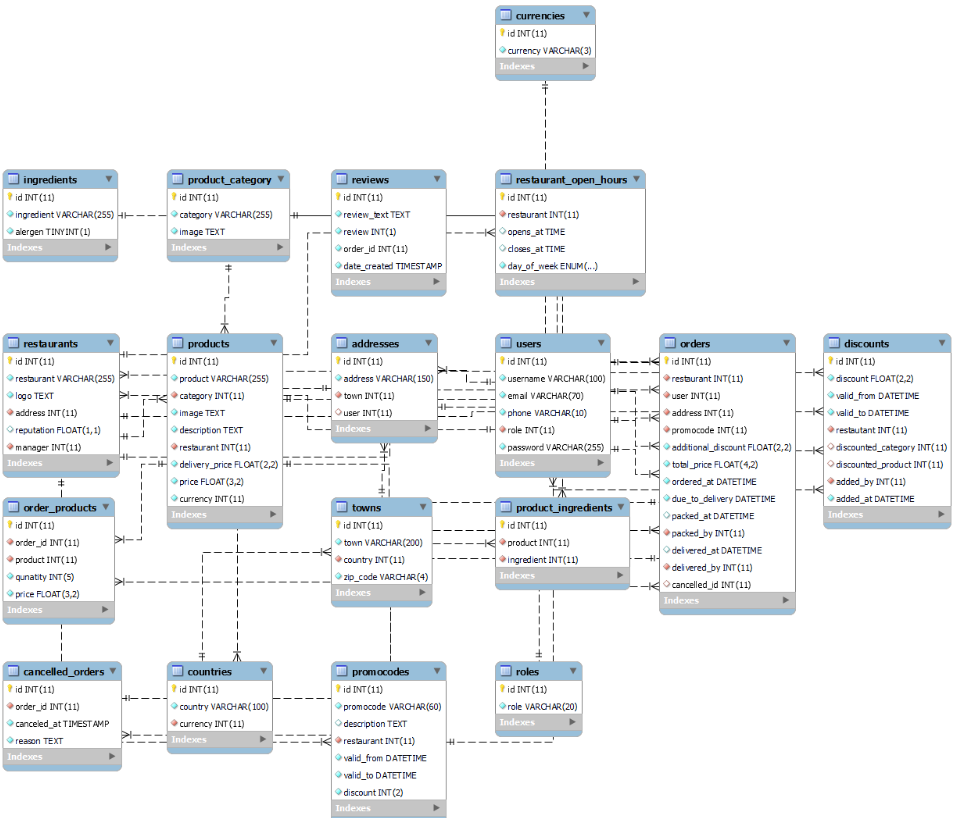 currencies
id INT(11)
currency VARCHAR(3)
Indexes
ingredients
id INT(11)
ingredient VARCHAR(255)
alergen TINYINT(1)
Indexes
product_category
id INT(11)
category VARCHAR(255)
image TEXT
Indexes
reviews
id INT(11)
review_text TEXT
review INT(1)
order_id INT(11)
date_created TIMESTAMP
Indexes
restaurant_open_hours
id INT(11)
restaurant INT(11)
opens_at TIME
closes_at TIME
day_of_week ENUM(...)
Indexes
restaurants
id INT(11)
restaurant VARCHAR(255)
logo TEXT
address INT(11)
reputation FLOAT(1,1)
manager INT(11)
Indexes
products
id INT(11)
product VARCHAR(255)
category INT(11)
image TEXT
description TEXT
restaurant INT(11)
delivery_price FLOAT(2,2)
price FLOAT(3,2)
currency INT(11)
Indexes
addresses
id INT(11)
address VARCHAR(150)
town INT(11)
user INT(11)
Indexes
users
id INT(11)
username VARCHAR(100)
email VARCHAR(70)
phone VARCHAR(10)
role INT(11)
password VARCHAR(255)
Indexes
orders
id INT(11)
restaurant INT(11)
user INT(11)
address INT(11)
promocode INT(11)
additional_discount FLOAT(2,2)
total_price FLOAT(4,2)
ordered_at DATETIME
due_to_delivery DATETIME
packed_at DATETIME
packed_by INT(11)
delivered_at DATETIME
delivered_by INT(11)
cancelled_id INT(11)
Indexes
discounts
id INT(11)
discount FLOAT(2,2)
valid_from DATETIME
valid_to DATETIME
restautant INT(11)
discounted_category INT(11)
discounted_product INT(11)
added_by INT(11)
added_at DATETIME
Indexes
order_products
id INT(11)
order_id INT(11)
product INT(11)
qunatity INT(5)
price FLOAT(3,2)
Indexes
towns
id INT(11)
town VARCHAR(200)
country INT(11)
zip_code VARCHAR(4)
Indexes
product_ingredients
id INT(11)
product INT(11)
ingredient INT(11)
Indexes
cancelled_orders
id INT(11)
order_id INT(11)
canceled_at TIMESTAMP
reason TEXT
Indexes
countries
id INT(11)
country VARCHAR(100)
currency INT(11)
Indexes
promocodes
id INT(11)
promocode VARCHAR(60)
description TEXT
restaurant INT(11)
valid_from DATETIME
valid_to DATETIME
discount INT(2)
Indexes
roles
id INT(11)
role VARCHAR(20)
Indexes